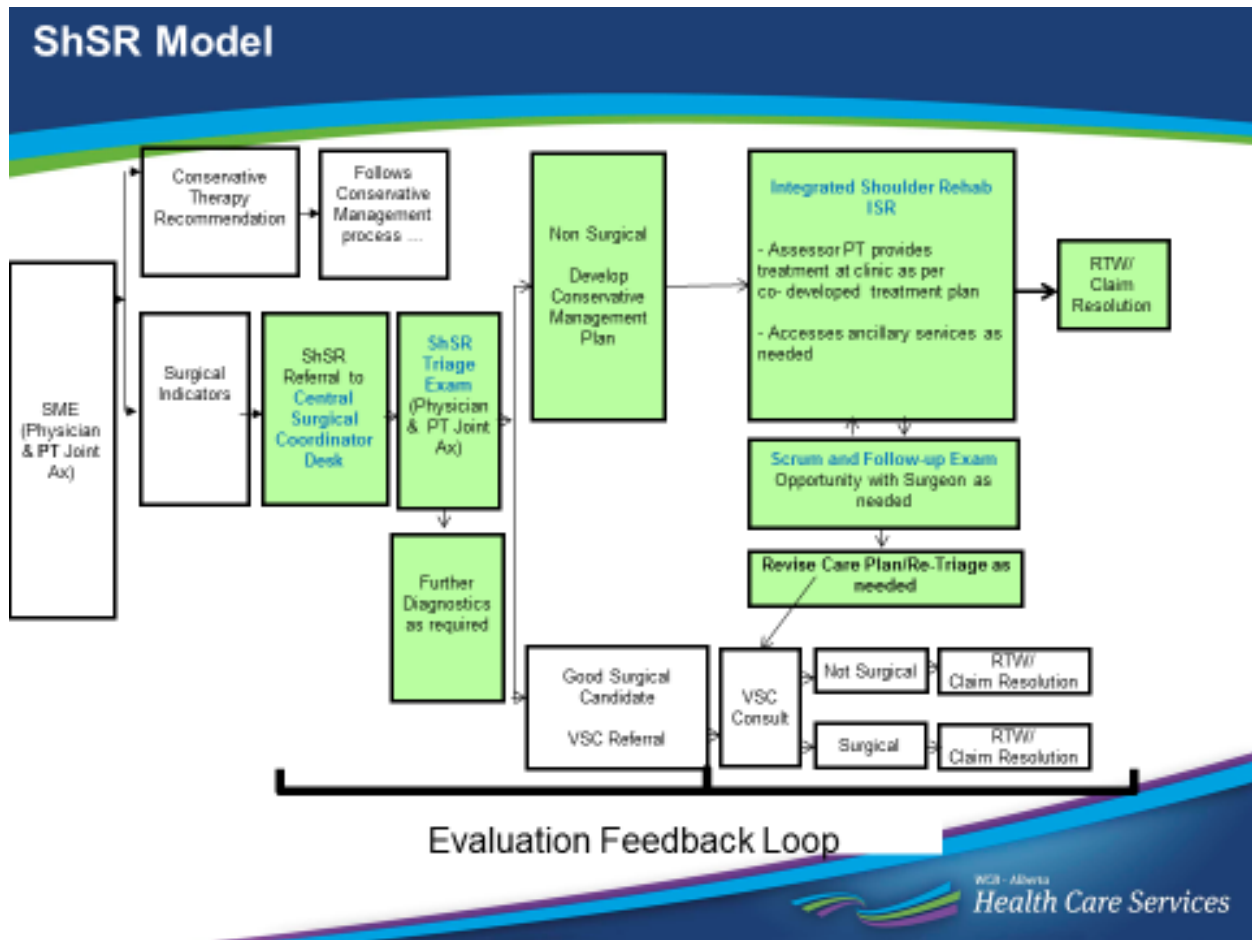 ShSR Model
Conservative
Therapy
Recommendation
Follows
Conservative
Management
process ...
SME
(Physician
& PT Joint
Ax)
Surgical
Indicators
ShSR
Referral to
Central
Surgical
Coordinator
Desk
ShSR
Triage
Exam
(Physician
& PT Joint
Ax)
Further
Diagnostics
as required
Non Surgical
Develop
Conservative
Management
Plan
Integrated Shoulder Rehab
ISR
- Assessor PT provides
treatment at clinic as per
co- developed treatment plan
- Accesses ancillary services as
needed
RTW/
Claim
Resolution
Scrum and Follow-up Exam
Opportunity with Surgeon as
needed
Revise Care Plan/Re-Triage as
needed
Good Surgical
Candidate
VSC Referral
VSC
Consult
Not Surgical
RTW/
Claim Resolution
Surgical
RTW/
Claim Resolution
Evaluation Feedback Loop
WCB - Alberta
Health Care Services